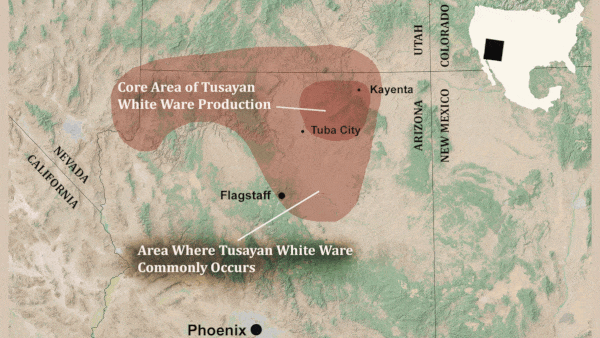 UTAH
COLORADO
Core Area of Tusayan
White Ware Production
Kayenta
Tuba City
ARIZONA
NEW MEXICO
NEVADA
CALIFORNIA
Flagstaff
Area Where Tusayan White Ware
Commonly Occurs
Phoenix